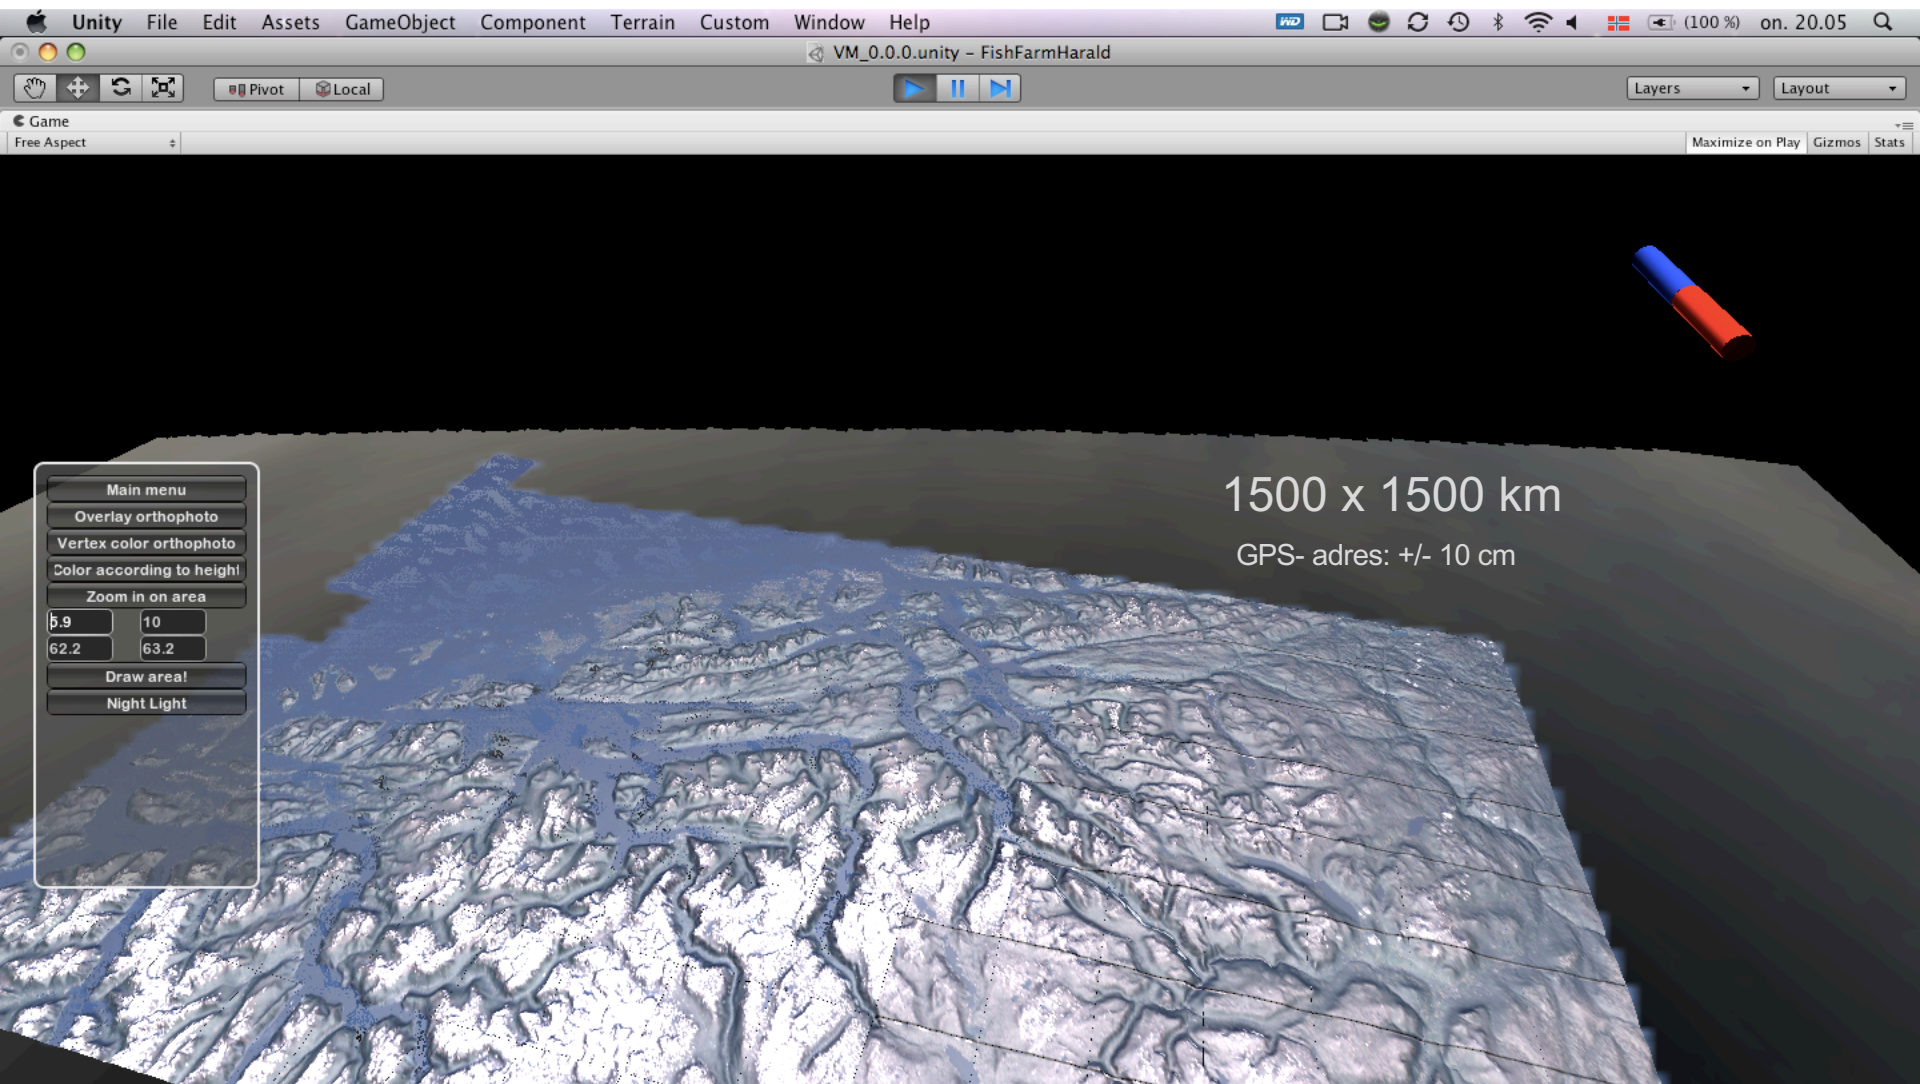 Unity File Edit Assets GameObject Component Terrain Custom Window Help WD (100 %) on. 20.05
VM_0.0.0.unity – FishFarmHarald
Pivot Local Layers Layout
Game
Free Aspect Maximize on Play Gizmos Stats
1500 x 1500 km
GPS- adres: +/- 10 cm
Main menu
Overlay orthophoto
Vertex color orthophoto
Color according to height
Zoom in on area
5.9 10
62.2 63.2
Draw area!
Night Light